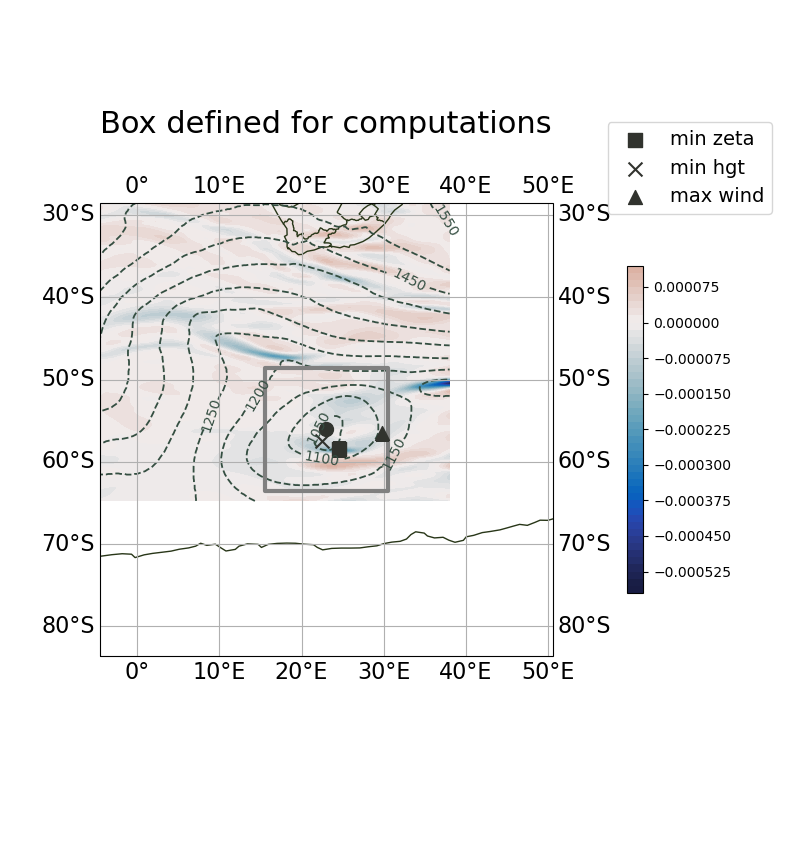 Box defined for computations
min zeta
min hgt
max wind
0° 10°E 20°E 30°E 40°E 50°E
30°S 30°S
1550
1450
40°S 40°S
50°S 50°S
1200
1250
1050
1150
1100
60°S 60°S
70°S 70°S
80°S 80°S
0° 10°E 20°E 30°E 40°E 50°E
0.000075
0.000000
−0.000075
−0.000150
−0.000225
−0.000300
−0.000375
−0.000450
−0.000525